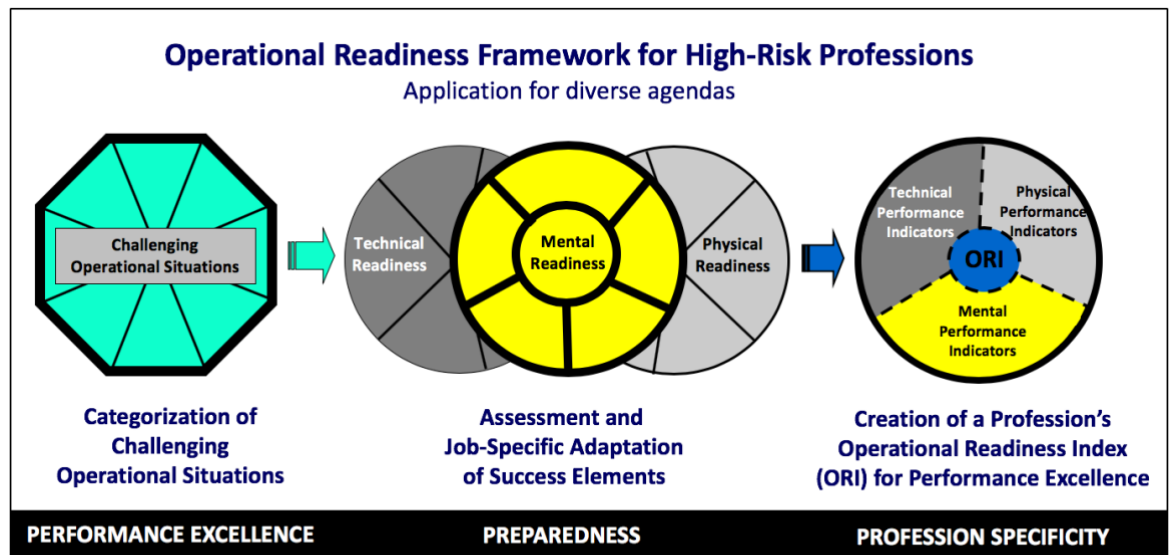 Operational Readiness Framework for High-Risk Professions
Application for diverse agendas
Challenging
Operational Situations
Technical
Readiness
Mental
Readiness
Physical
Readiness
Technical
Performance
Indicators
Physical
Performance
Indicators
ORI
Mental
Performance
Indicators
Categorization of
Challenging
Operational Situations
Assessment and
Job-Specific Adaptation
of Success Elements
Creation of a Profession’s
Operational Readiness Index
(ORI) for Performance Excellence
PERFORMANCE EXCELLENCE
PREPAREDNESS
PROFESSION SPECIFICITY